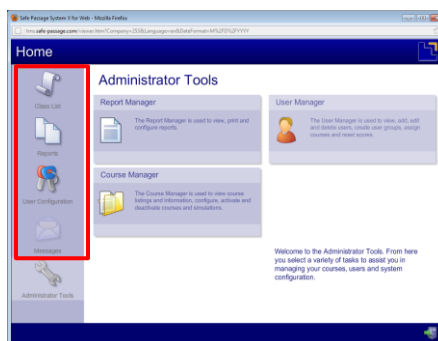 Safe Passage System II for Web - Mozilla Firefox
Home
Class List
Reports
User Configuration
Messages
Administrator Tools
Administrator Tools
Report Manager
The Report Manager is used to view, print and
configure reports.
User Manager
The User Manager is used to view, add, edit
and delete users, create user groups, assign
courses and reset scores.
Course Manager
The Course Manager is used to view course
listings and information, configure, activate and
deactivate courses and simulations.
Welcome to the Administrator Tools. From here
you select a variety of tasks to assist you in
managing your courses, users and system
configuration.